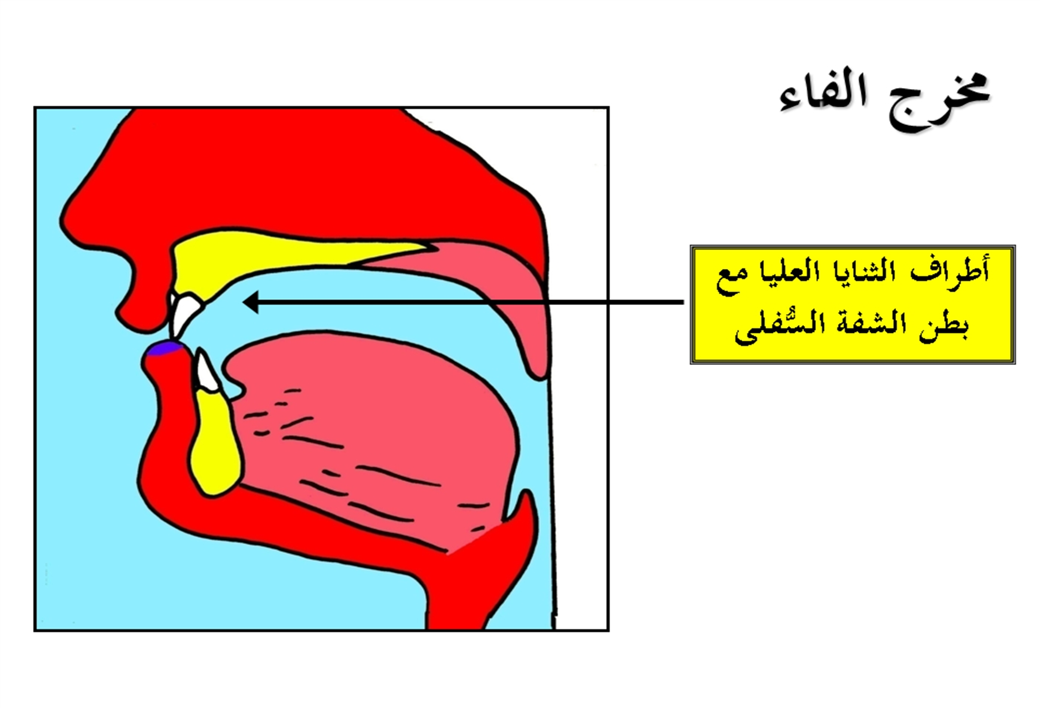 مخرج الفاء
أطراف الثنايا العليا مع
بطن الشفة السُّفلى